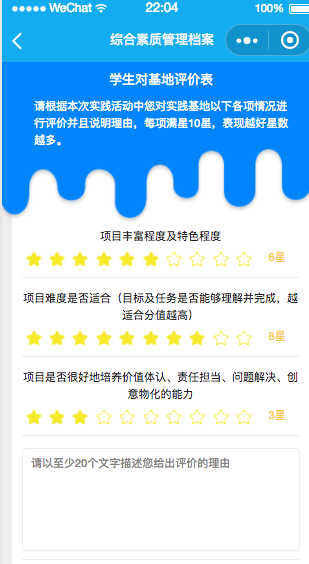 WeChat 22:04 100%
综合素质管理档案
学生对基地评价表
请根据本次实践活动中您对实践基地以下各项情况进
行评价并且说明理由，每项满星10星，表现越好星数
越多。
项目丰富程度及特色程度
6星
项目难度是否适合（目标及任务是否能够理解并完成，越
适合分值越高）
8星
项目是否很好地培养价值体认、责任担当、问题解决、创
意物化的能力
3星
请以至少20个文字描述您给出评价的理由